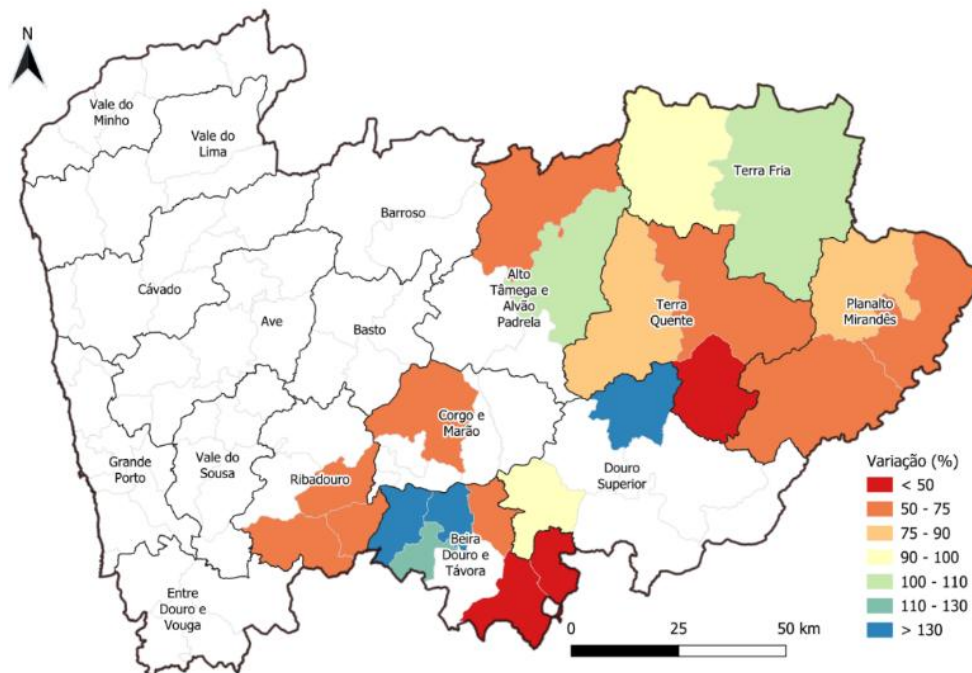 N
Vale do
Minho
Vale do
Lima
Barroso
Terra Fria
Cávado
Alto
Tâmega e
Alvão
Padrela
Ave
Basto
Terra
Quente
Planalto
Mirandês
Corgo e
Marão
Grande
Porto
Vale do
Sousa
Ribadouro
Douro
Superior
Beira
Douro e
Távora
Entre
Douro e
Vouga
Variação (%)
< 50
50 - 75
75 - 90
90 - 100
100 - 110
110 - 130
> 130
0 25 50 km